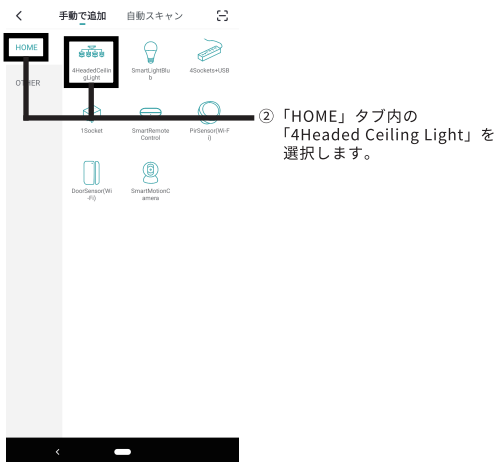 手動で追加
自動スキャン
HOME
OTHER
4HeadedCeilin
gLight
SmartLightBlu
b
4Sockets+USB
1Socket
SmartRemote
Control
PirSensor(Wi-F
i)
DoorSensor(Wi
-Fi)
SmartMotionC
amera
②「HOME」タブ内の
「4Headed Ceiling Light」を
選択します。